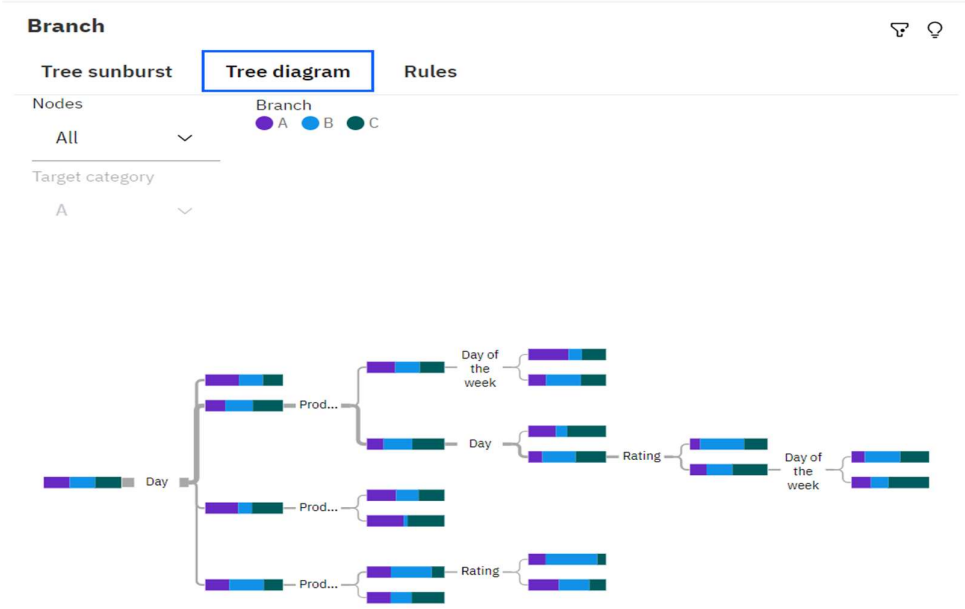 Branch
Tree sunburst Tree diagram Rules
Nodes
All
Target category
A
Branch
A B C
Day of
the
week
Prod...
Day
Rating
Day of
the
week
Day
Prod...
Rating
Prod...